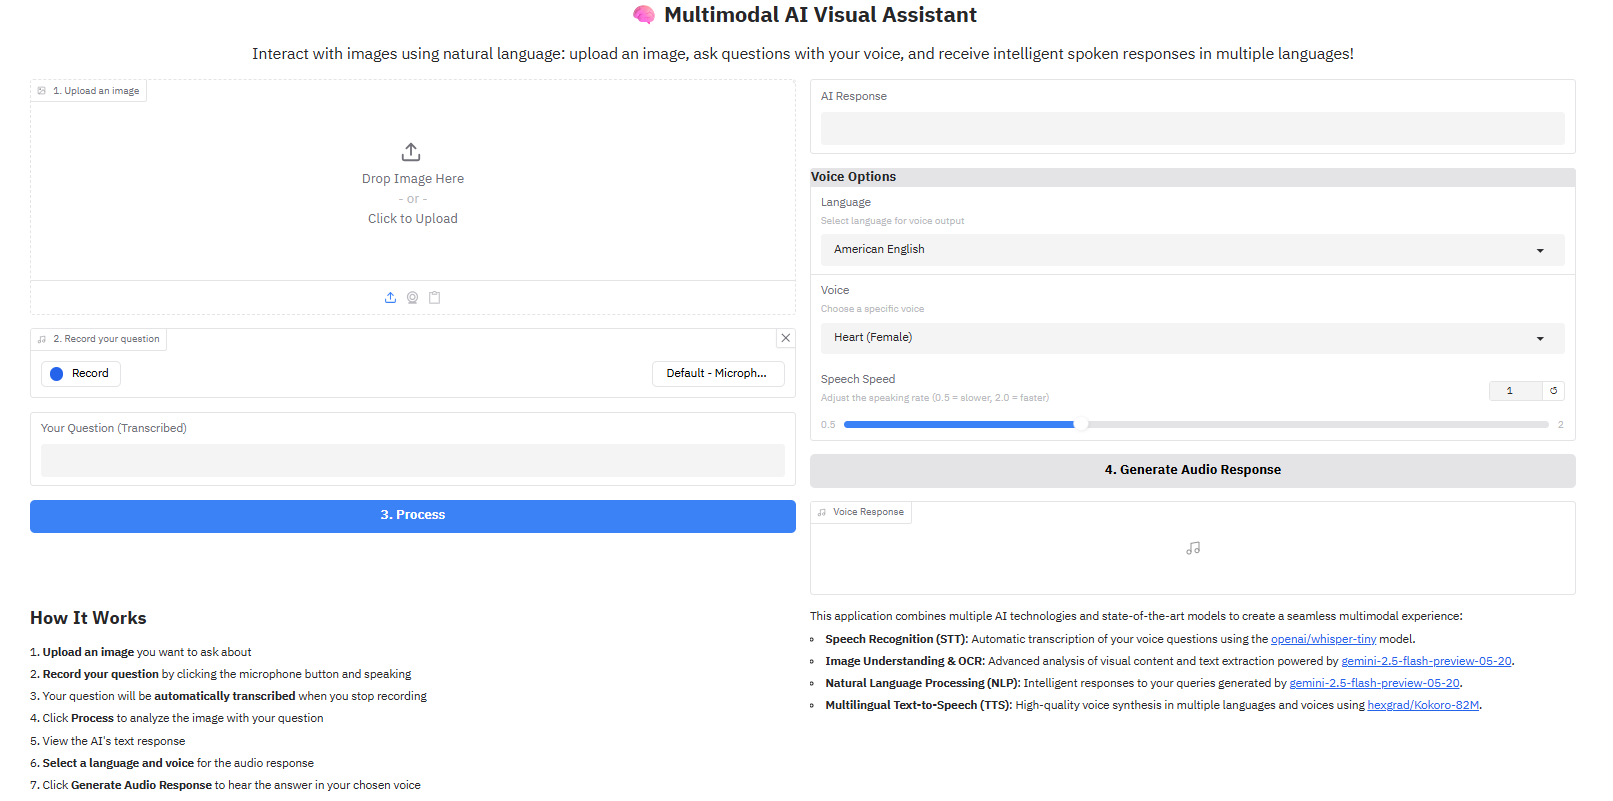 Multimodal AI Visual Assistant
Interact with images using natural language: upload an image, ask questions with your voice, and receive intelligent spoken responses in multiple languages!
1. Upload an image
Drop Image Here
- or -
Click to Upload
2. Record your question
Record
Default - Microph...
Your Question (Transcribed)
3. Process
AI Response
Voice Options
Language
Select language for voice output
American English
Voice
Choose a specific voice
Heart (Female)
Speech Speed
Adjust the speaking rate (0.5 = slower, 2.0 = faster)
1
0.5
2
4. Generate Audio Response
Voice Response
How It Works
1. Upload an image you want to ask about
2. Record your question by clicking the microphone button and speaking
3. Your question will be automatically transcribed when you stop recording
4. Click Process to analyze the image with your question
5. View the AI's text response
6. Select a language and voice for the audio response
7. Click Generate Audio Response to hear the answer in your chosen voice
This application combines multiple AI technologies and state-of-the-art models to create a seamless multimodal experience:
Speech Recognition (STT): Automatic transcription of your voice questions using the openai/whisper-tiny model.
Image Understanding & OCR: Advanced analysis of visual content and text extraction powered by gemini-2.5-flash-preview-05-20.
Natural Language Processing (NLP): Intelligent responses to your queries generated by gemini-2.5-flash-preview-05-20.
Multilingual Text-to-Speech (TTS): High-quality voice synthesis in multiple languages and voices using hexgrad/Kokoro-82M.